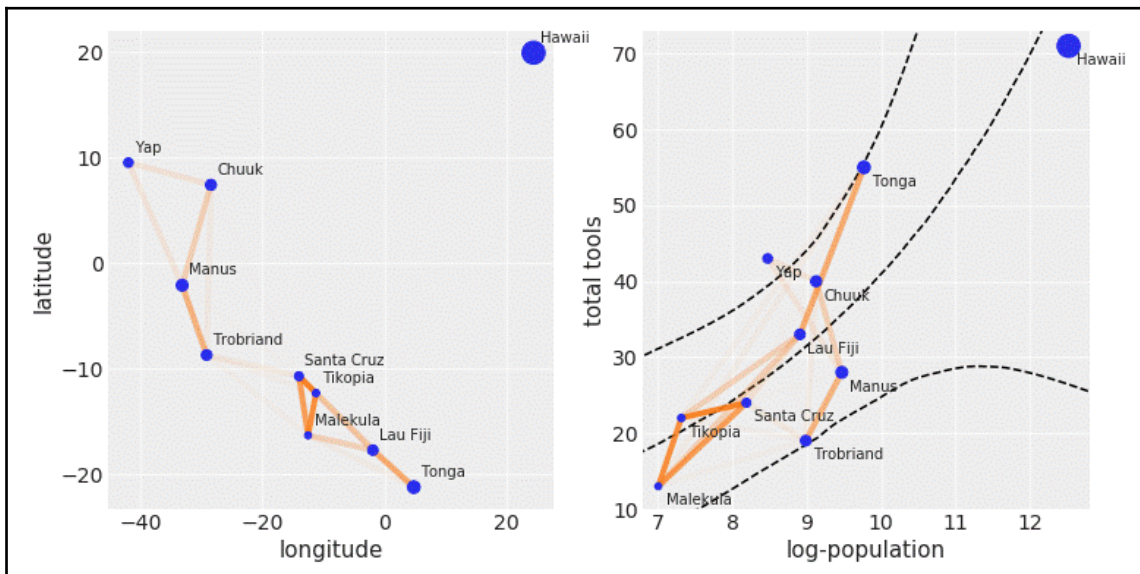 20
10
0
−10
−20
latitude
−40
−20
0
20
longitude
Hawaii
Yap
Chuuk
Manus
Trobriand
Santa Cruz
Tikopia
Malekula
Lau Fiji
Tonga
70
60
50
40
30
20
10
total tools
7
8
9
10
11
12
log-population
Hawaii
Tonga
Yap
Chuuk
Lau Fiji
Manus
Santa Cruz
Tikopia
Trobriand
Malekula